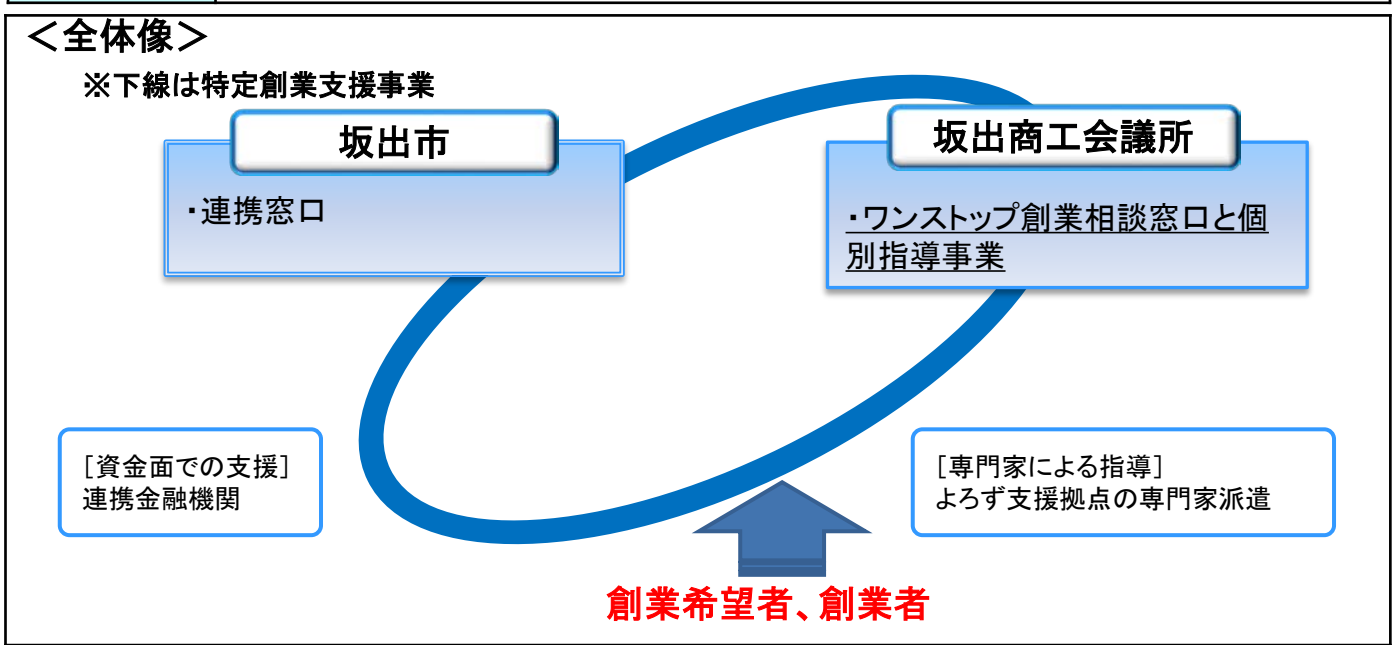 ＜全体像＞
※下線は特定創業支援事業
坂出市
・連携窓口
坂出商工会議所
・ワンストップ創業相談窓口と個
別指導事業
［資金面での支援］
連携金融機関
［専門家による指導］
よろず支援拠点の専門家派遣
創業希望者、創業者